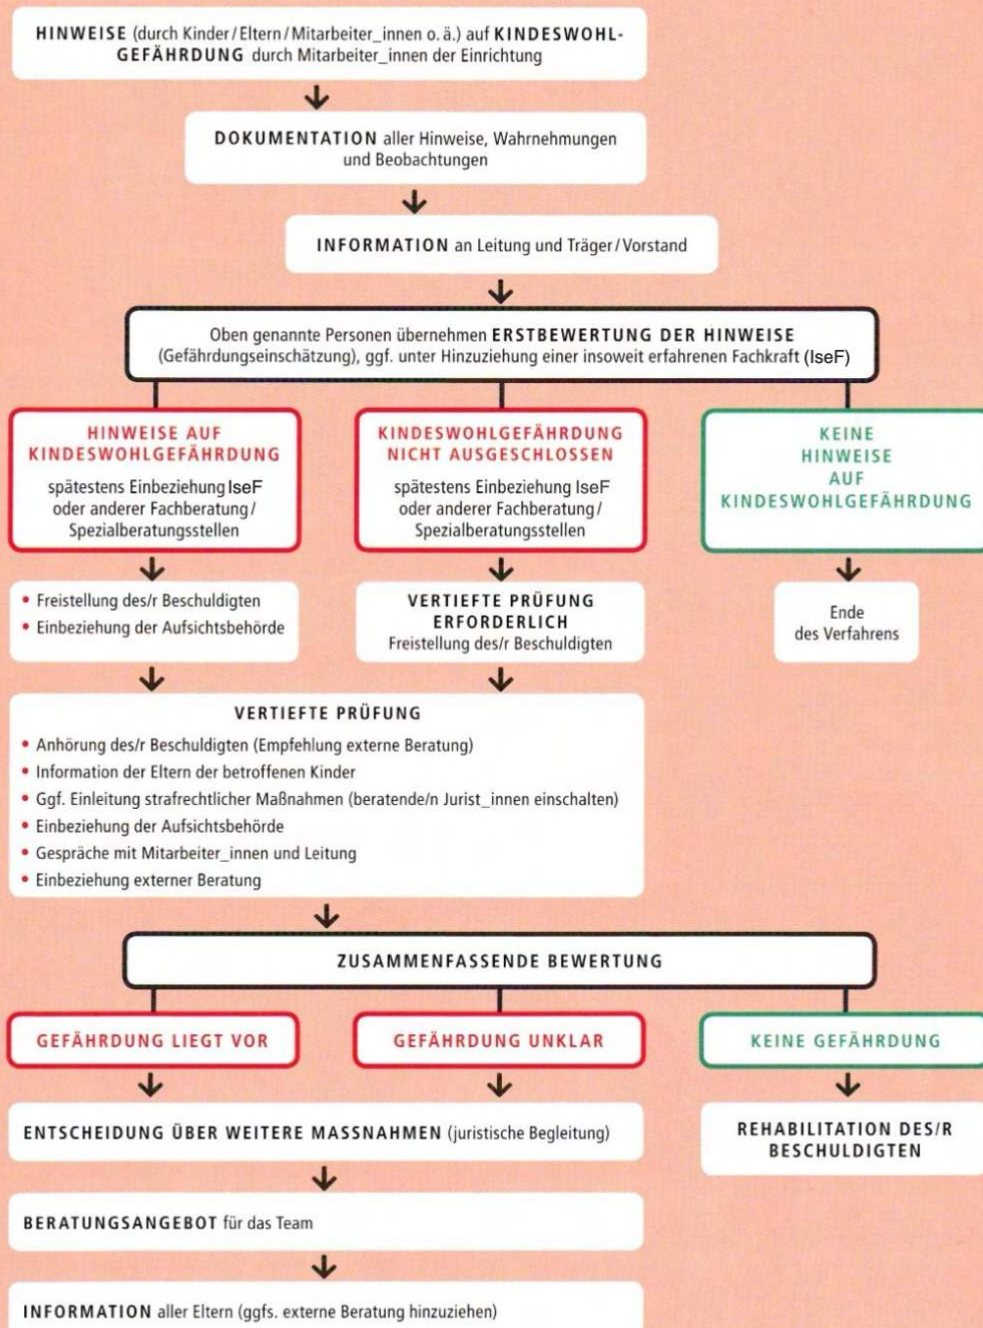 HINWEISE (durch Kinder/Eltern/Mitarbeiter_innen o.ä.) auf KINDESWOHL-
GEFÄHRDUNG durch Mitarbeiter_innen der Einrichtung
DOKUMENTATION aller Hinweise, Wahrnehmungen
und Beobachtungen
INFORMATION an Leitung und Träger/Vorstand
Oben genannte Personen übernehmen ERSTBEWERTUNG DER HINWEISE
(Gefährdungseinschätzung), ggf. unter Hinzuziehung einer insoweit erfahrenen Fachkraft (IseF)
HINWEISE AUF
KINDESWOHLGEFÄHRDUNG
spätestens Einbeziehung IseF
oder anderer Fachberatung/
Spezialberatungsstellen
KINDESWOHLGEFÄHRDUNG
NICHT AUSGESCHLOSSEN
spätestens Einbeziehung IseF
oder anderer Fachberatung/
Spezialberatungsstellen
KEINE
HINWEISE
AUF
KINDESWOHLGEFÄHRDUNG
• Freistellung des/r Beschuldigten
• Einbeziehung der Aufsichtsbehörde
VERTIEFTE PRÜFUNG
ERFORDERLICH
Freistellung des/r Beschuldigten
Ende
des Verfahrens
VERTIEFTE PRÜFUNG
• Anhörung des/r Beschuldigten (Empfehlung externe Beratung)
• Information der Eltern der betroffenen Kinder
• Ggf. Einleitung strafrechtlicher Maßnahmen (beratende/n Jurist_innen einschalten)
• Einbeziehung der Aufsichtsbehörde
• Gespräche mit Mitarbeiter_innen und Leitung
• Einbeziehung externer Beratung
ZUSAMMENFASSENDE BEWERTUNG
GEFÄHRDUNG LIEGT VOR
GEFÄHRDUNG UNKLAR
KEINE GEFÄHRDUNG
ENTSCHEIDUNG ÜBER WEITERE MASSNAHMEN (juristische Begleitung)
REHABILITATION DES/R
BESCHULDIGTEN
BERATUNGSANGEBOT für das Team
INFORMATION aller Eltern (ggfs. externe Beratung hinzuziehen)